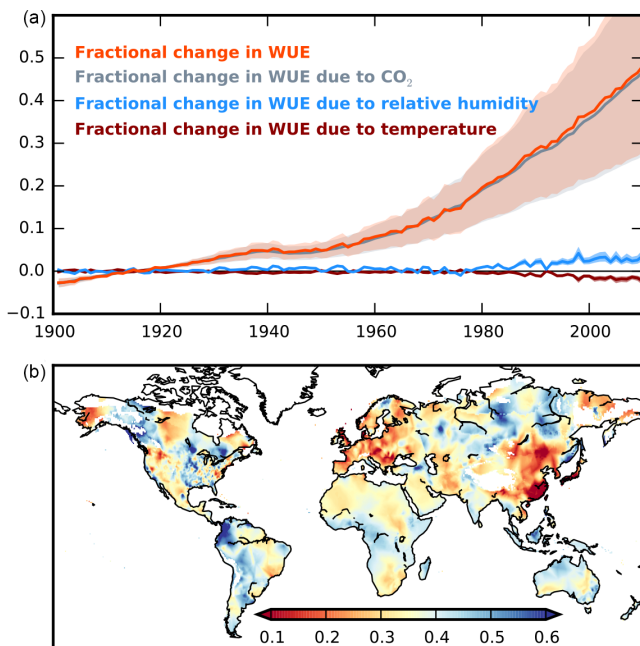 (a)
Fractional change in WUE
Fractional change in WUE due to CO₂
Fractional change in WUE due to relative humidity
Fractional change in WUE due to temperature
0.5
0.4
0.3
0.2
0.1
0.0
−0.1
1900 1920 1940 1960 1980 2000
(b)
0.1 0.2 0.3 0.4 0.5 0.6